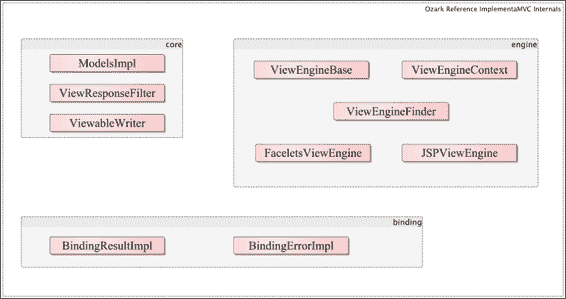 Ozark Reference ImplementaMVC Internals
core
ModelsImpl
ViewResponseFilter
ViewableWriter
engine
ViewEngineBase
ViewEngineContext
ViewEngineFinder
FaceletsViewEngine
JSPViewEngine
binding
BindingResultImpl
BindingErrorImpl